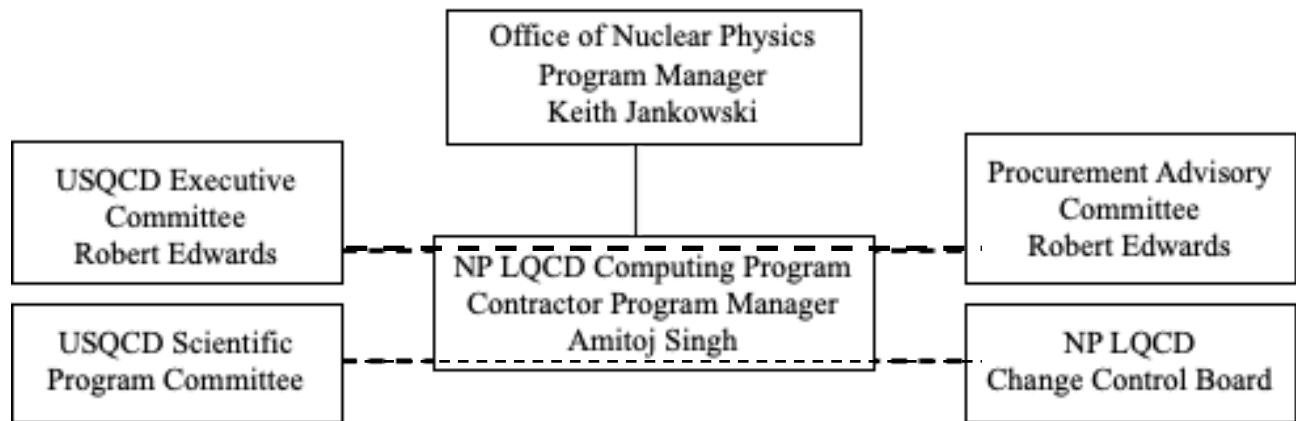 Office of Nuclear Physics
Program Manager
Keith Jankowski
USQCD Executive
Committee
Robert Edwards
Procurement Advisory
Committee
Robert Edwards
NP LQCD Computing Program
Contractor Program Manager
Amitoj Singh
USQCD Scientific
Program Committee
NP LQCD
Change Control Board